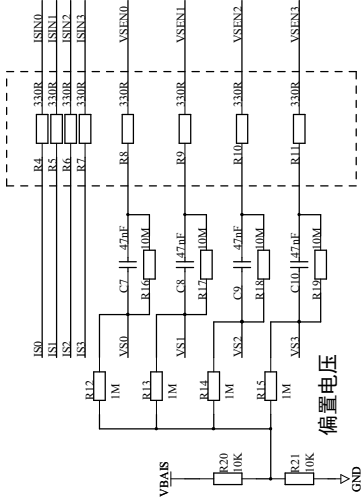 ISIN0
ISIN1
ISIN2
ISIN3
VSEN0
VSEN1
VSEN2
VSEN3
330R
330R
330R
330R
330R
330R
330R
330R
R4
R5
R6
R7
R8
R9
R10
R11
47nF
10M
47nF
10M
47nF
10M
47nF
10M
C7
R16
C8
R17
C9
R18
C10
R19
IS0
IS1
IS2
IS3
VS0
VS1
VS2
VS3
R12
1M
R13
1M
R14
1M
R15
1M
偏置电压
VBAIS
R20
10K
R21
10K
GND